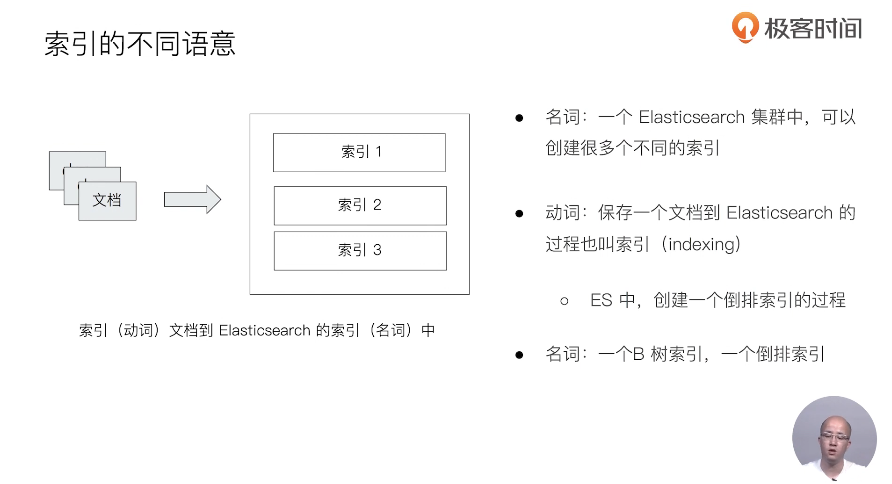 索引的不同语意
极客时间
文档
索引 1
索引 2
索引 3
索引（动词）文档到 Elasticsearch 的索引（名词）中
● 名词：一个 Elasticsearch 集群中，可以
创建很多个不同的索引
● 动词：保存一个文档到 Elasticsearch 的
过程也叫索引（indexing）
○ ES 中，创建一个倒排索引的过程
● 名词：一个B 树索引，一个倒排索引